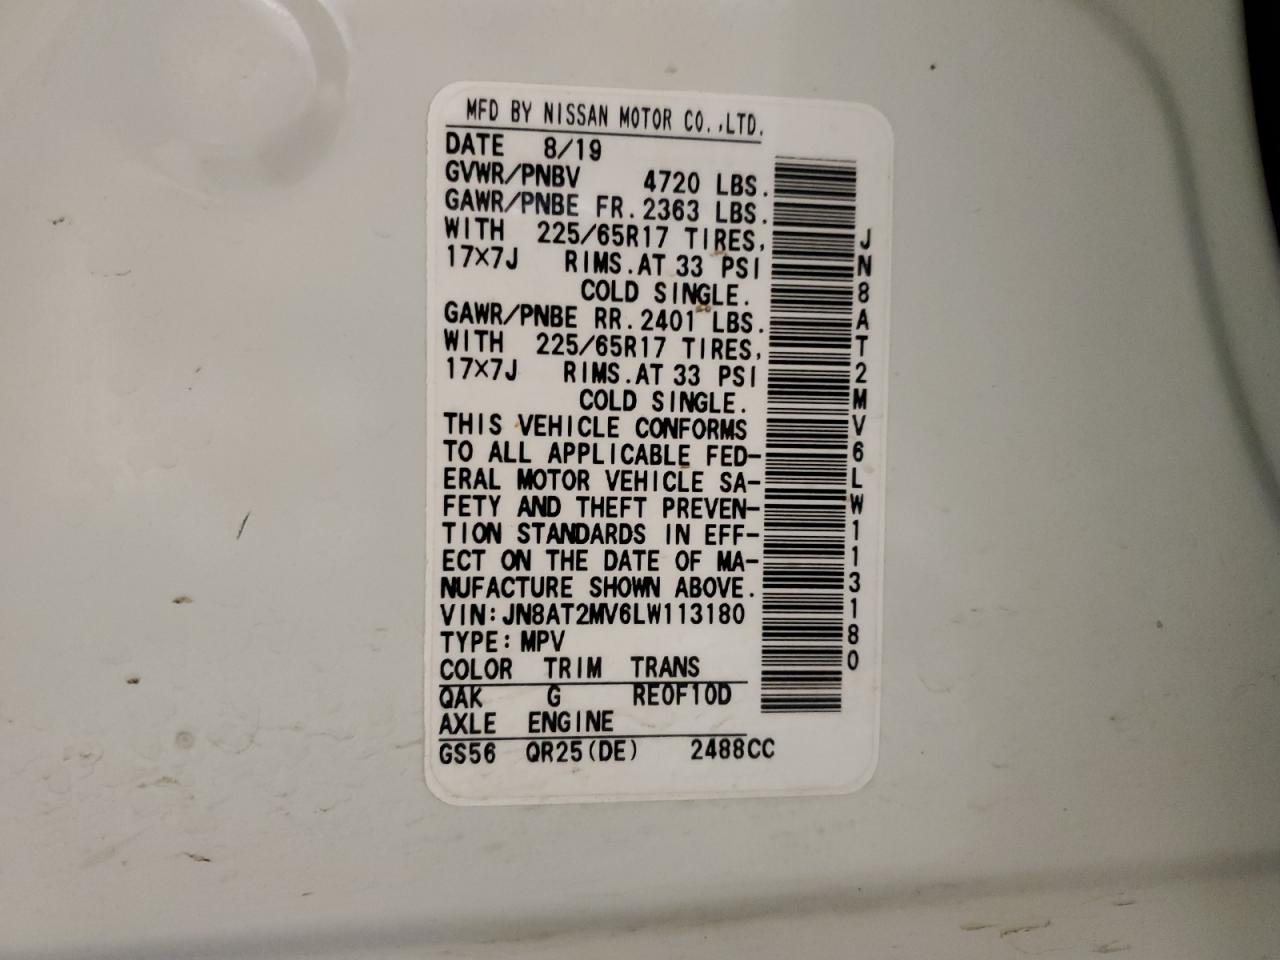 MFD BY NISSAN MOTOR CO.,LTD.
DATE 8/19
GVWR/PNBV 4720 LBS.
GAWR/PNBE FR. 2363 LBS.
WITH 225/65R17 TIRES,
17×7J RIMS.AT 33 PSI
COLD SINGLE.
GAWR/PNBE RR. 2401 LBS.
WITH 225/65R17 TIRES,
17×7J RIMS.AT 33 PSI
COLD SINGLE.
THIS VEHICLE CONFORMS
TO ALL APPLICABLE FED-
ERAL MOTOR VEHICLE SA-
FETY AND THEFT PREVEN-
TION STANDARDS IN EFF-
ECT ON THE DATE OF MA-
NUFACTURE SHOWN ABOVE.
VIN:JN8AT2MV6LW113180
TYPE:MPV
COLOR TRIM TRANS
QAK G RE0F10D
AXLE ENGINE
GS56 QR25(DE) 2488CC
JN8AT2MV6LW113180